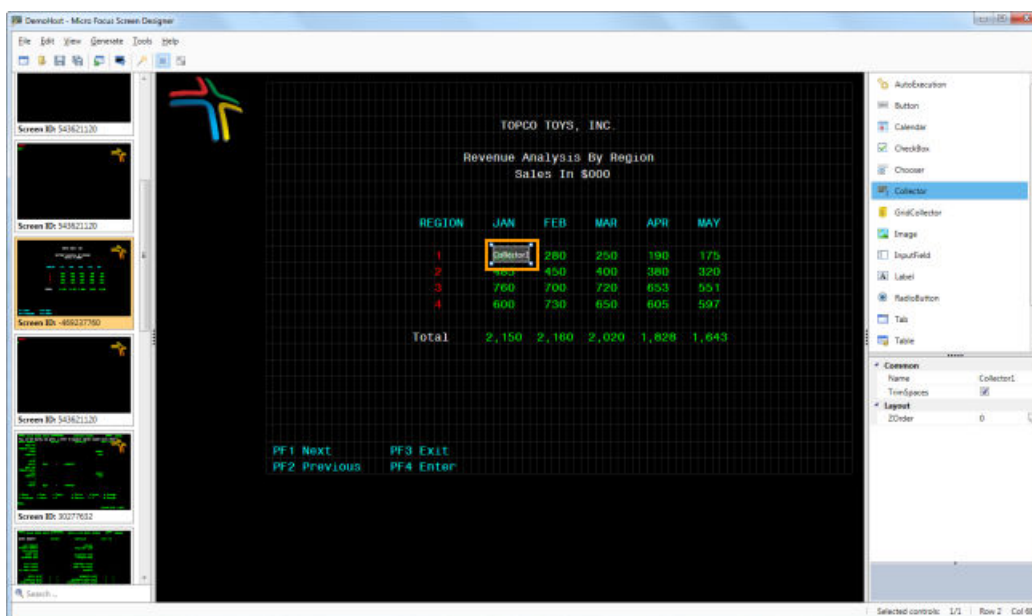 DemoHost - Micro Focus Screen Designer
File Edit View Generate Tools Help
Screen ID: 543621120
Screen ID: 543621120
Screen ID: -469237760
Screen ID: 543621120
Screen ID: 30277632
Search ...
TOPCO TOYS, INC.
Revenue Analysis By Region
Sales In $000
REGION JAN FEB MAR APR MAY
1 Collector1 280 250 190 175
2 450 400 380 320
3 760 700 720 653 551
4 600 730 650 605 597
Total 2,150 2,160 2,020 1,828 1,643
PF1 Next PF3 Exit
PF2 Previous PF4 Enter
AutoExecution
Button
Calendar
CheckBox
Chooser
Collector
GridCollector
Image
InputField
Label
RadioButton
Tab
Table
Common
Name Collector1
TrimSpaces
Layout
ZOrder 0
Selected controls: 1/1 Row 2